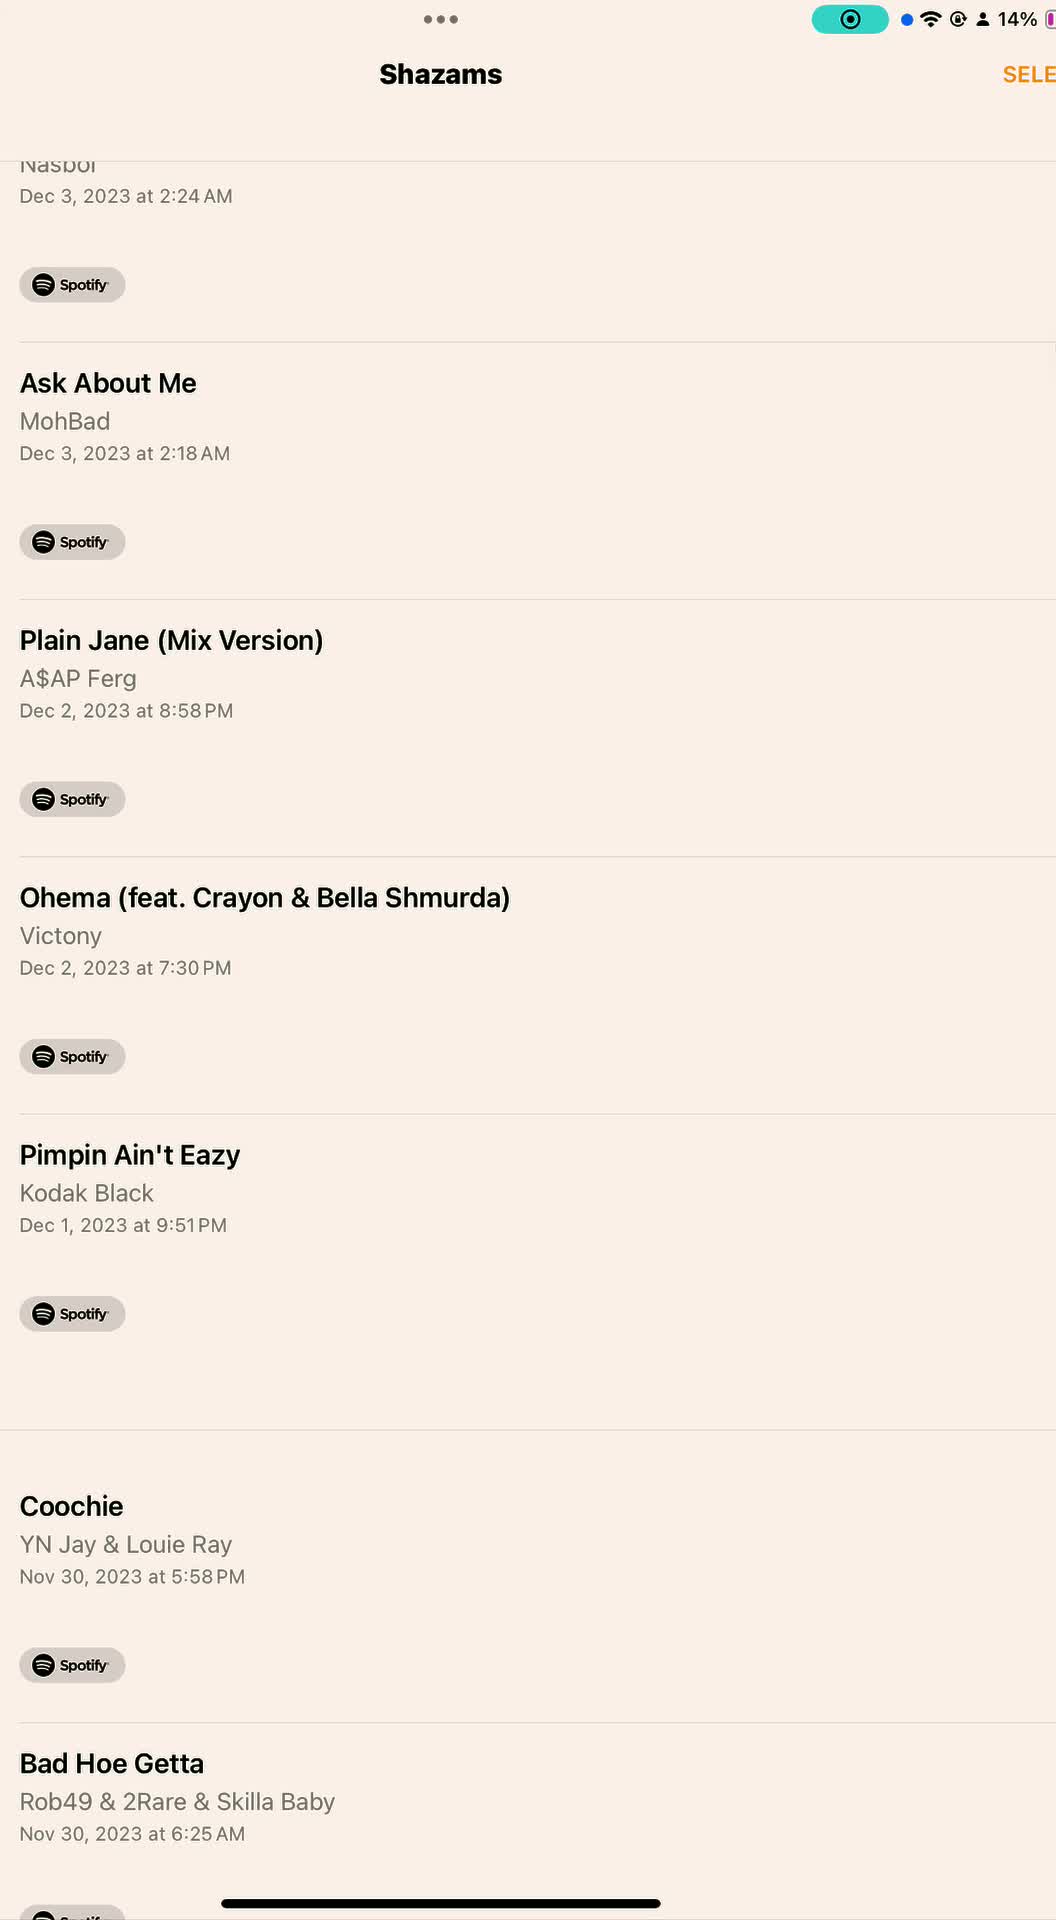 14%
Shazams
SELE
Nasboi
Dec 3, 2023 at 2:24 AM
Spotify
Ask About Me
MohBad
Dec 3, 2023 at 2:18 AM
Spotify
Plain Jane (Mix Version)
A$AP Ferg
Dec 2, 2023 at 8:58 PM
Spotify
Ohema (feat. Crayon & Bella Shmurda)
Victony
Dec 2, 2023 at 7:30 PM
Spotify
Pimpin Ain't Eazy
Kodak Black
Dec 1, 2023 at 9:51 PM
Spotify
Coochie
YN Jay & Louie Ray
Nov 30, 2023 at 5:58 PM
Spotify
Bad Hoe Getta
Rob49 & 2Rare & Skilla Baby
Nov 30, 2023 at 6:25 AM
Spotify